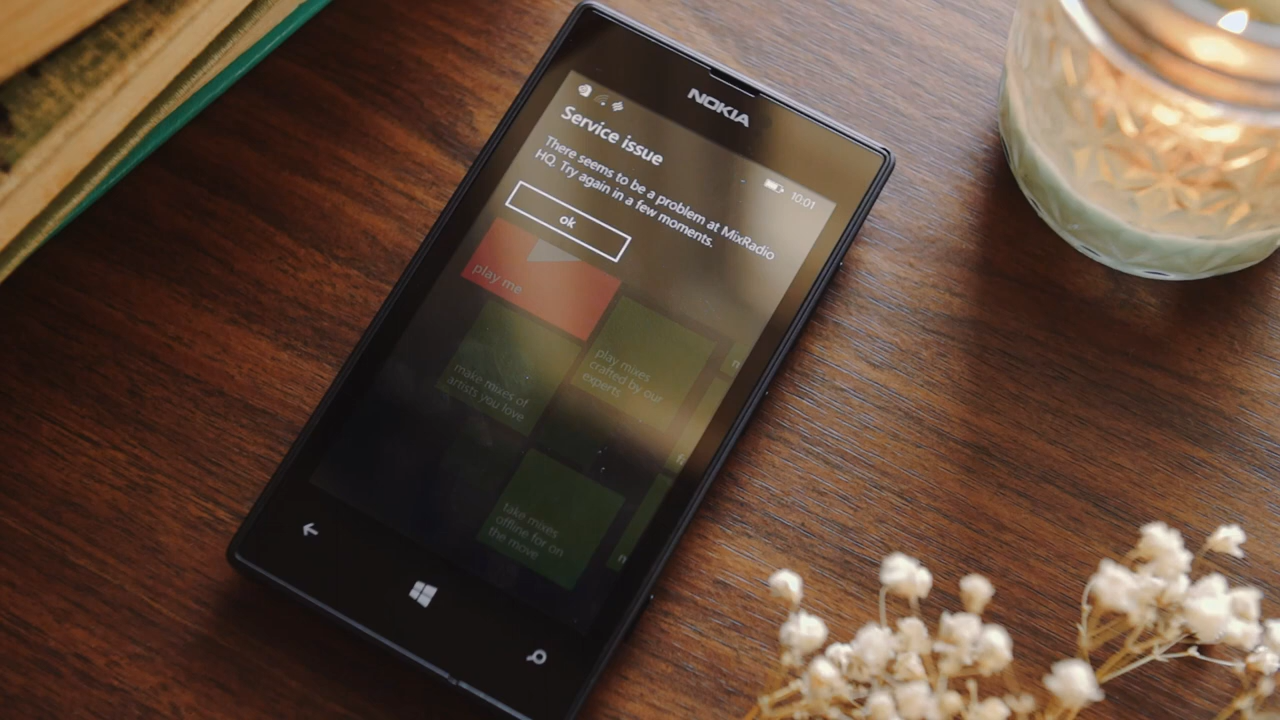 NOKIA
10:01
Service issue
There seems to be a problem at MixRadio
HQ. Try again in a few moments.
ok
play me
make mixes of
artists you love
play mixes
crafted by our
experts
take mixes
offline for on
the move